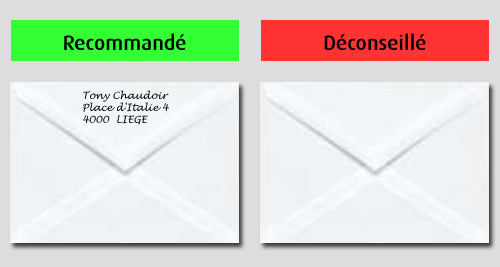 Recommandé
Déconseillé
Tony Chaudoir
Place d'Italie 4
4000 LIEGE